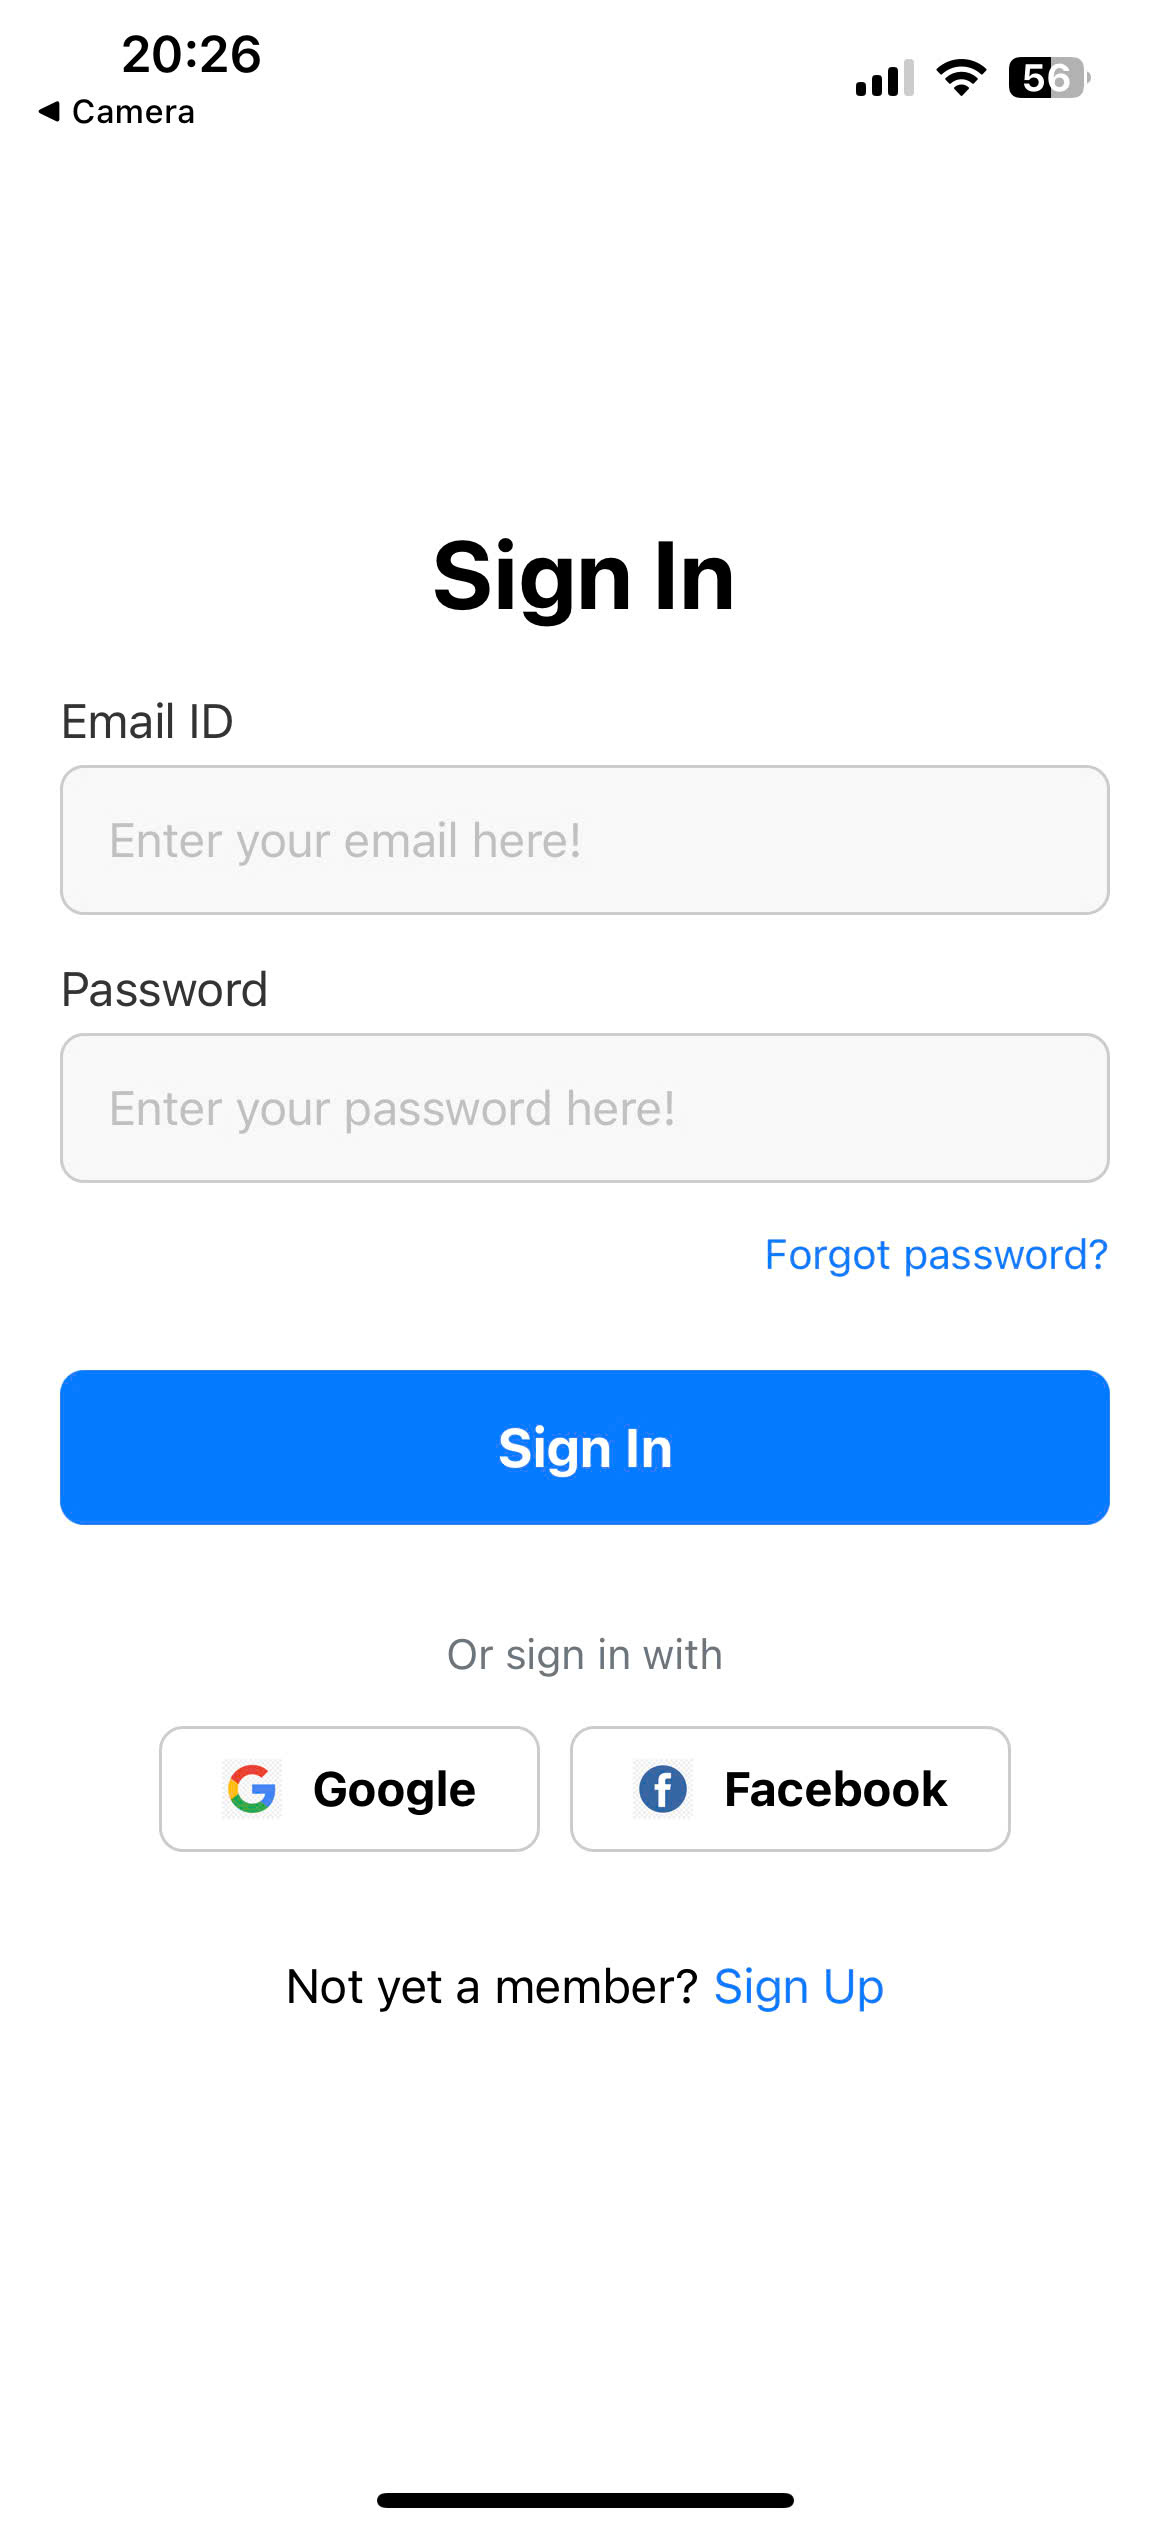 20:26
56
Camera
Sign In
Email ID
Enter your email here!
Password
Enter your password here!
Forgot password?
Sign In
Or sign in with
Google
Facebook
Not yet a member? Sign Up